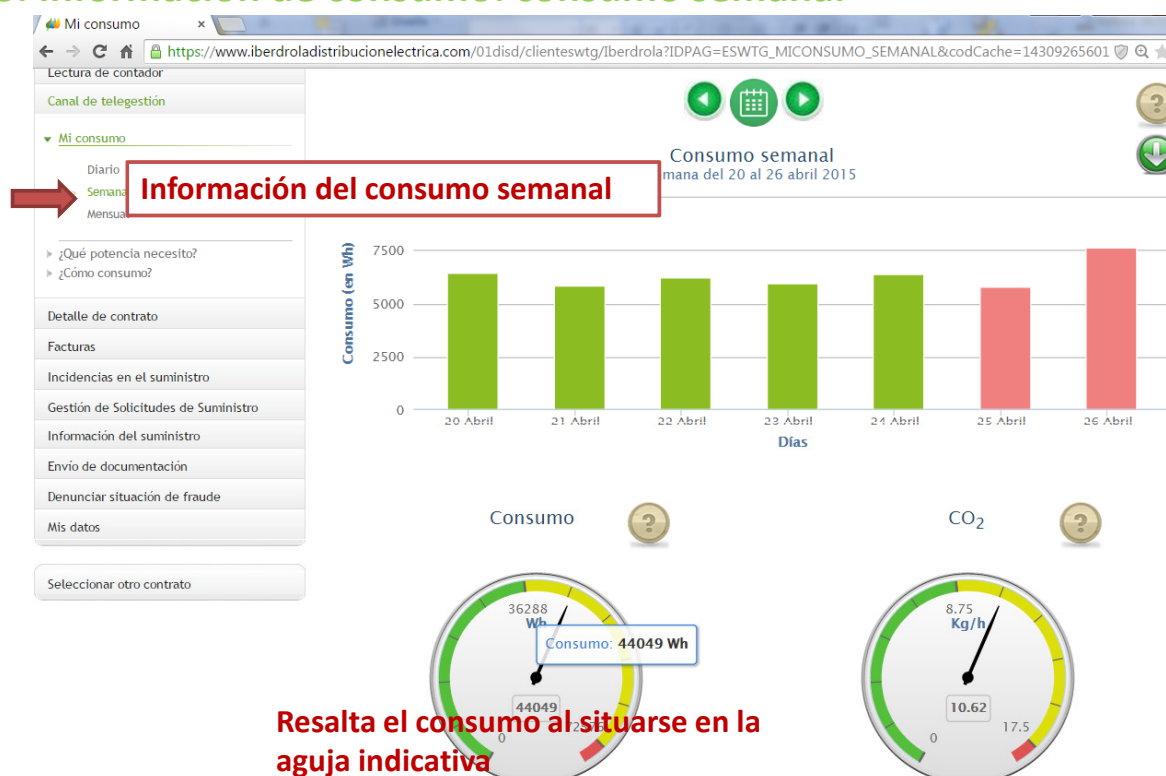 Información de consumo: consumo semanal
Mi consumo ×
https://www.iberdroladistribucionelectrica.com/01disd/clienteswtg/Iberdrola?IDPAG=ESWTG_MICONSUMO_SEMANAL&codCache=14309265601
Lectura de contador
Canal de telegestión
Mi consumo
Diario
Mensua
¿Qué potencia necesito?
¿Cómo consumo?
Detalle de contrato
Facturas
Incidencias en el suministro
Gestión de Solicitudes de Suministro
Información del suministro
Envío de documentación
Denunciar situación de fraude
Mis datos
Seleccionar otro contrato
Información del consumo semanal
?
Consumo semanal
mana del 20 al 26 abril 2015
Consumo (en Wh)
7500
5000
2500
0
20 Abril 21 Abril 22 Abril 23 Abril 24 Abril 25 Abril 26 Abril
Días
Consumo ?
36288
Wh
Consumo: 44049 Wh
44049
0
CO2 ?
8.75
Kg/h
10.62
0 17.5
Resalta el consumo al situarse en la
aguja indicativa